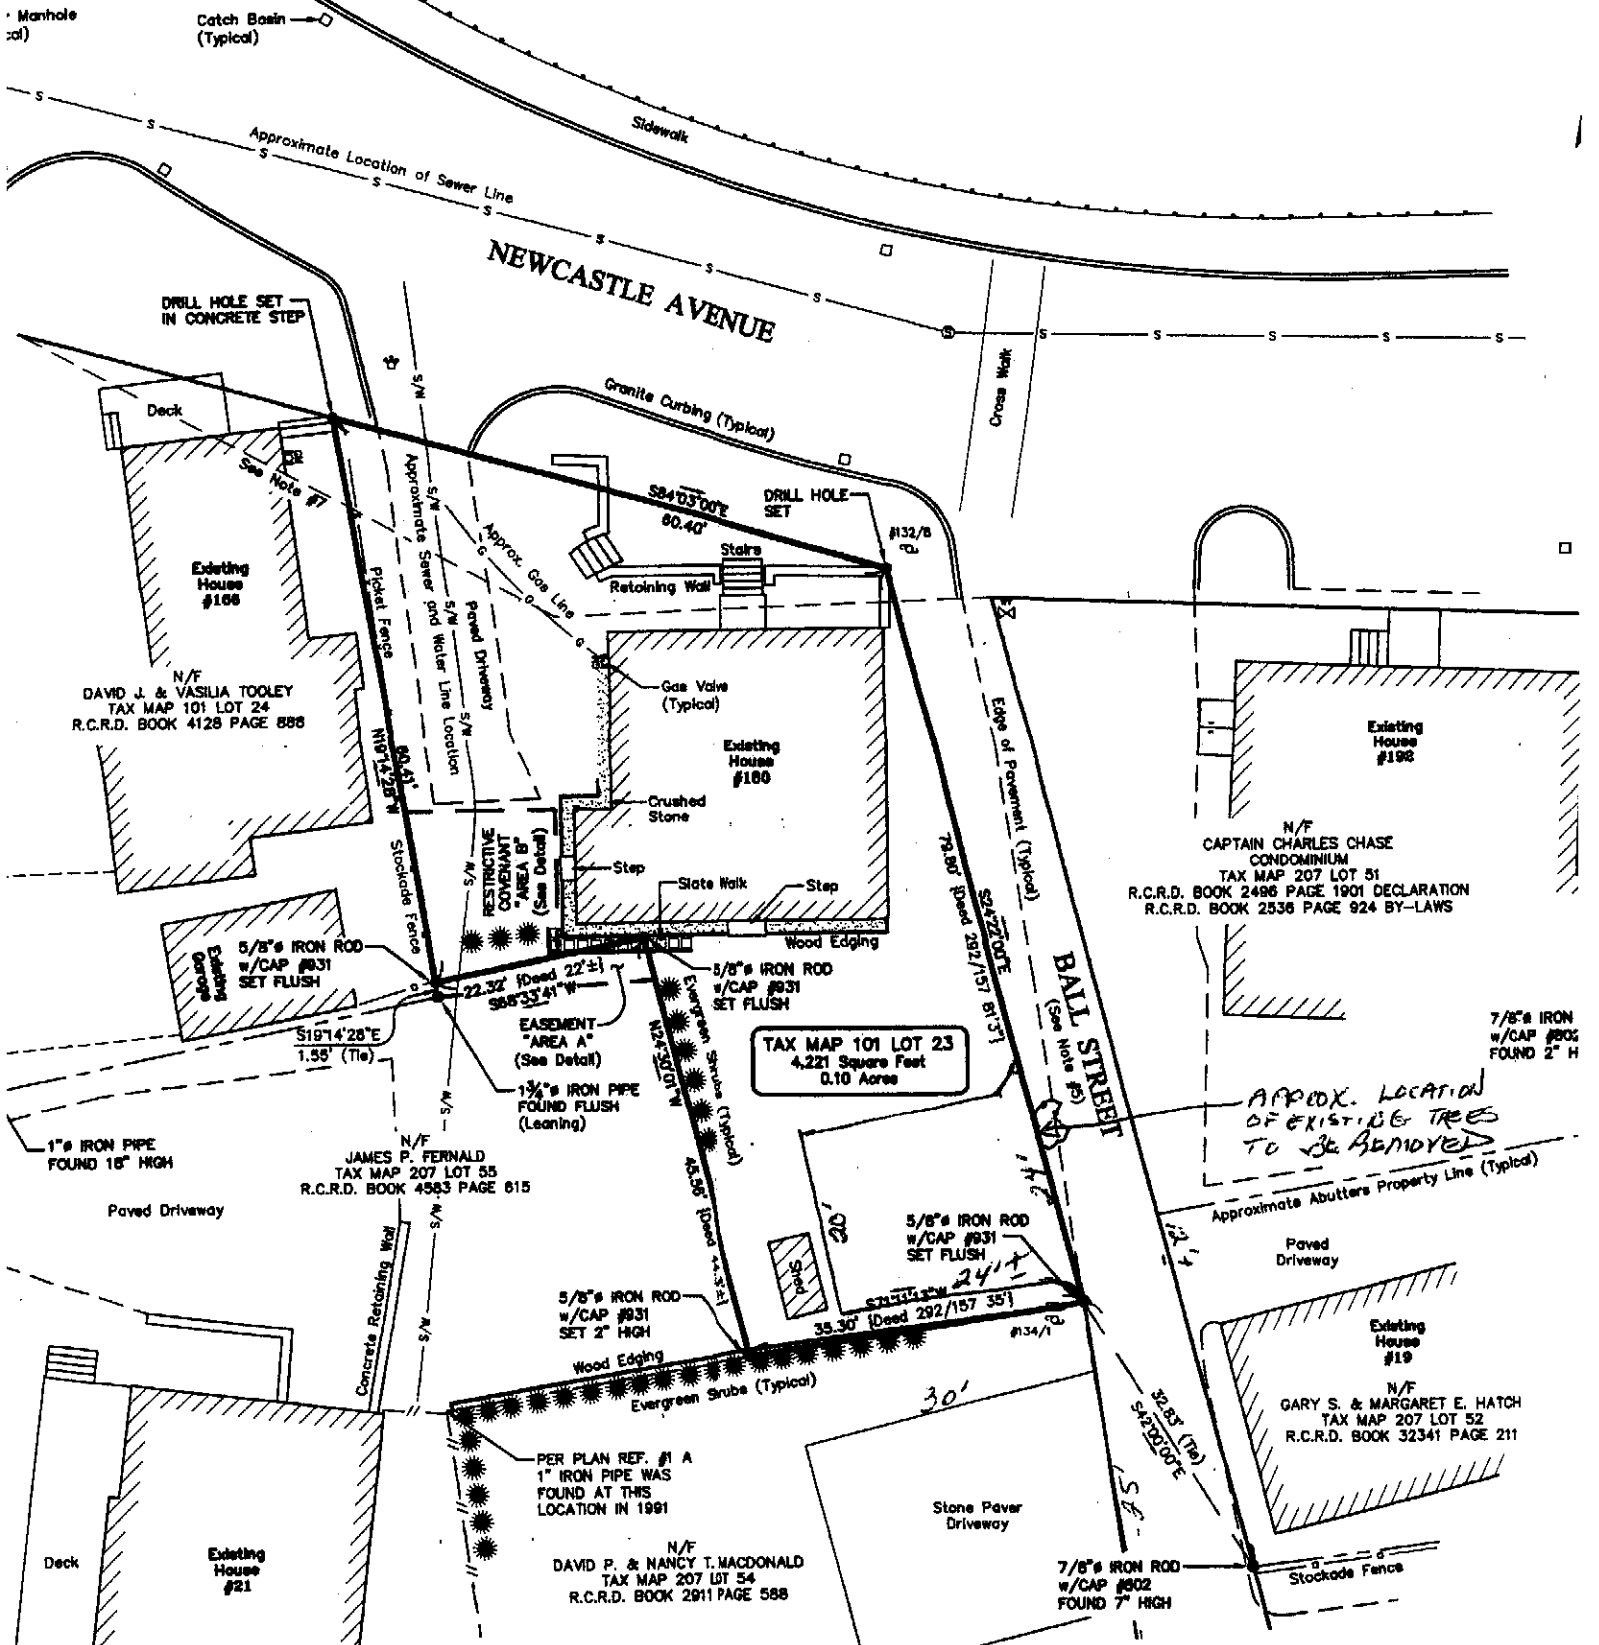 Manhole
Catch Basin
(Typical)
Sidewalk
Approximate Location of Sewer Line
NEWCASTLE AVENUE
DRILL HOLE SET
IN CONCRETE STEP
Deck
See Note #7
Granite Curbing (Typical)
Cross Walk
S84°03'00"E
60.40'
DRILL HOLE
SET
#132/8
Stairs
Retaining Wall
Approx. Gas Line
Approximate Sewer and Water Line Location
Paved Driveway
Picket Fence
Existing
House
#166
N/F
DAVID J. & VASILIA TOOLEY
TAX MAP 101 LOT 24
R.C.R.D. BOOK 4128 PAGE 888
N19°14'28"W
Gas Valve
(Typical)
Existing
House
#180
Edge of Pavement (Typical)
Existing
House
#198
N/F
CAPTAIN CHARLES CHASE
CONDOMINIUM
TAX MAP 207 LOT 51
R.C.R.D. BOOK 2496 PAGE 1901 DECLARATION
R.C.R.D. BOOK 2536 PAGE 924 BY-LAWS
Crushed
Stone
RESTRICTIVE
COVENANT
"AREA B"
(See Detail)
Step
Slate Walk
Step
Stockade Fence
Wood Edging
79.80' {Deed 292/157 81'3"}
S24°22'00"E
BALL STREET
(See Note #5)
Existing
Garage
5/8"ø IRON ROD
w/CAP #931
SET FLUSH
22.32' {Deed 22'±}
S68°33'41"W
5/8"ø IRON ROD
w/CAP #931
SET FLUSH
S19°14'28"E
1.55' (Tie)
EASEMENT
"AREA A"
(See Detail)
Evergreen Shrubs (Typical)
N24°30'01"W
TAX MAP 101 LOT 23
4,221 Square Feet
0.10 Acres
7/8"ø IRON
w/CAP #802
FOUND 2" H
1¾"ø IRON PIPE
FOUND FLUSH
(Leaning)
APPROX. LOCATION
OF EXISTING TREES
TO BE REMOVED
1"ø IRON PIPE
FOUND 18" HIGH
N/F
JAMES P. FERNALD
TAX MAP 207 LOT 55
R.C.R.D. BOOK 4583 PAGE 615
45.56' {Deed 44.3'±}
Approximate Abutters Property Line (Typical)
Paved Driveway
20'
5/8"ø IRON ROD
w/CAP #931
SET FLUSH
24'±
12'±
Paved
Driveway
Concrete Retaining Wall
Shed
S71°11'13"W
35.30' {Deed 292/157 35'}
#134/1
5/8"ø IRON ROD
w/CAP #931
SET 2" HIGH
Wood Edging
Evergreen Shrubs (Typical)
30'
32.83' (Tie)
S42°00'00"E
Existing
House
#19
N/F
GARY S. & MARGARET E. HATCH
TAX MAP 207 LOT 52
R.C.R.D. BOOK 32341 PAGE 211
PER PLAN REF. #1 A
1" IRON PIPE WAS
FOUND AT THIS
LOCATION IN 1991
Stone Paver
Driveway
Deck
Existing
House
#21
N/F
DAVID P. & NANCY T. MACDONALD
TAX MAP 207 LOT 54
R.C.R.D. BOOK 2911 PAGE 588
7/8"ø IRON ROD
w/CAP #802
FOUND 7" HIGH
Stockade Fence